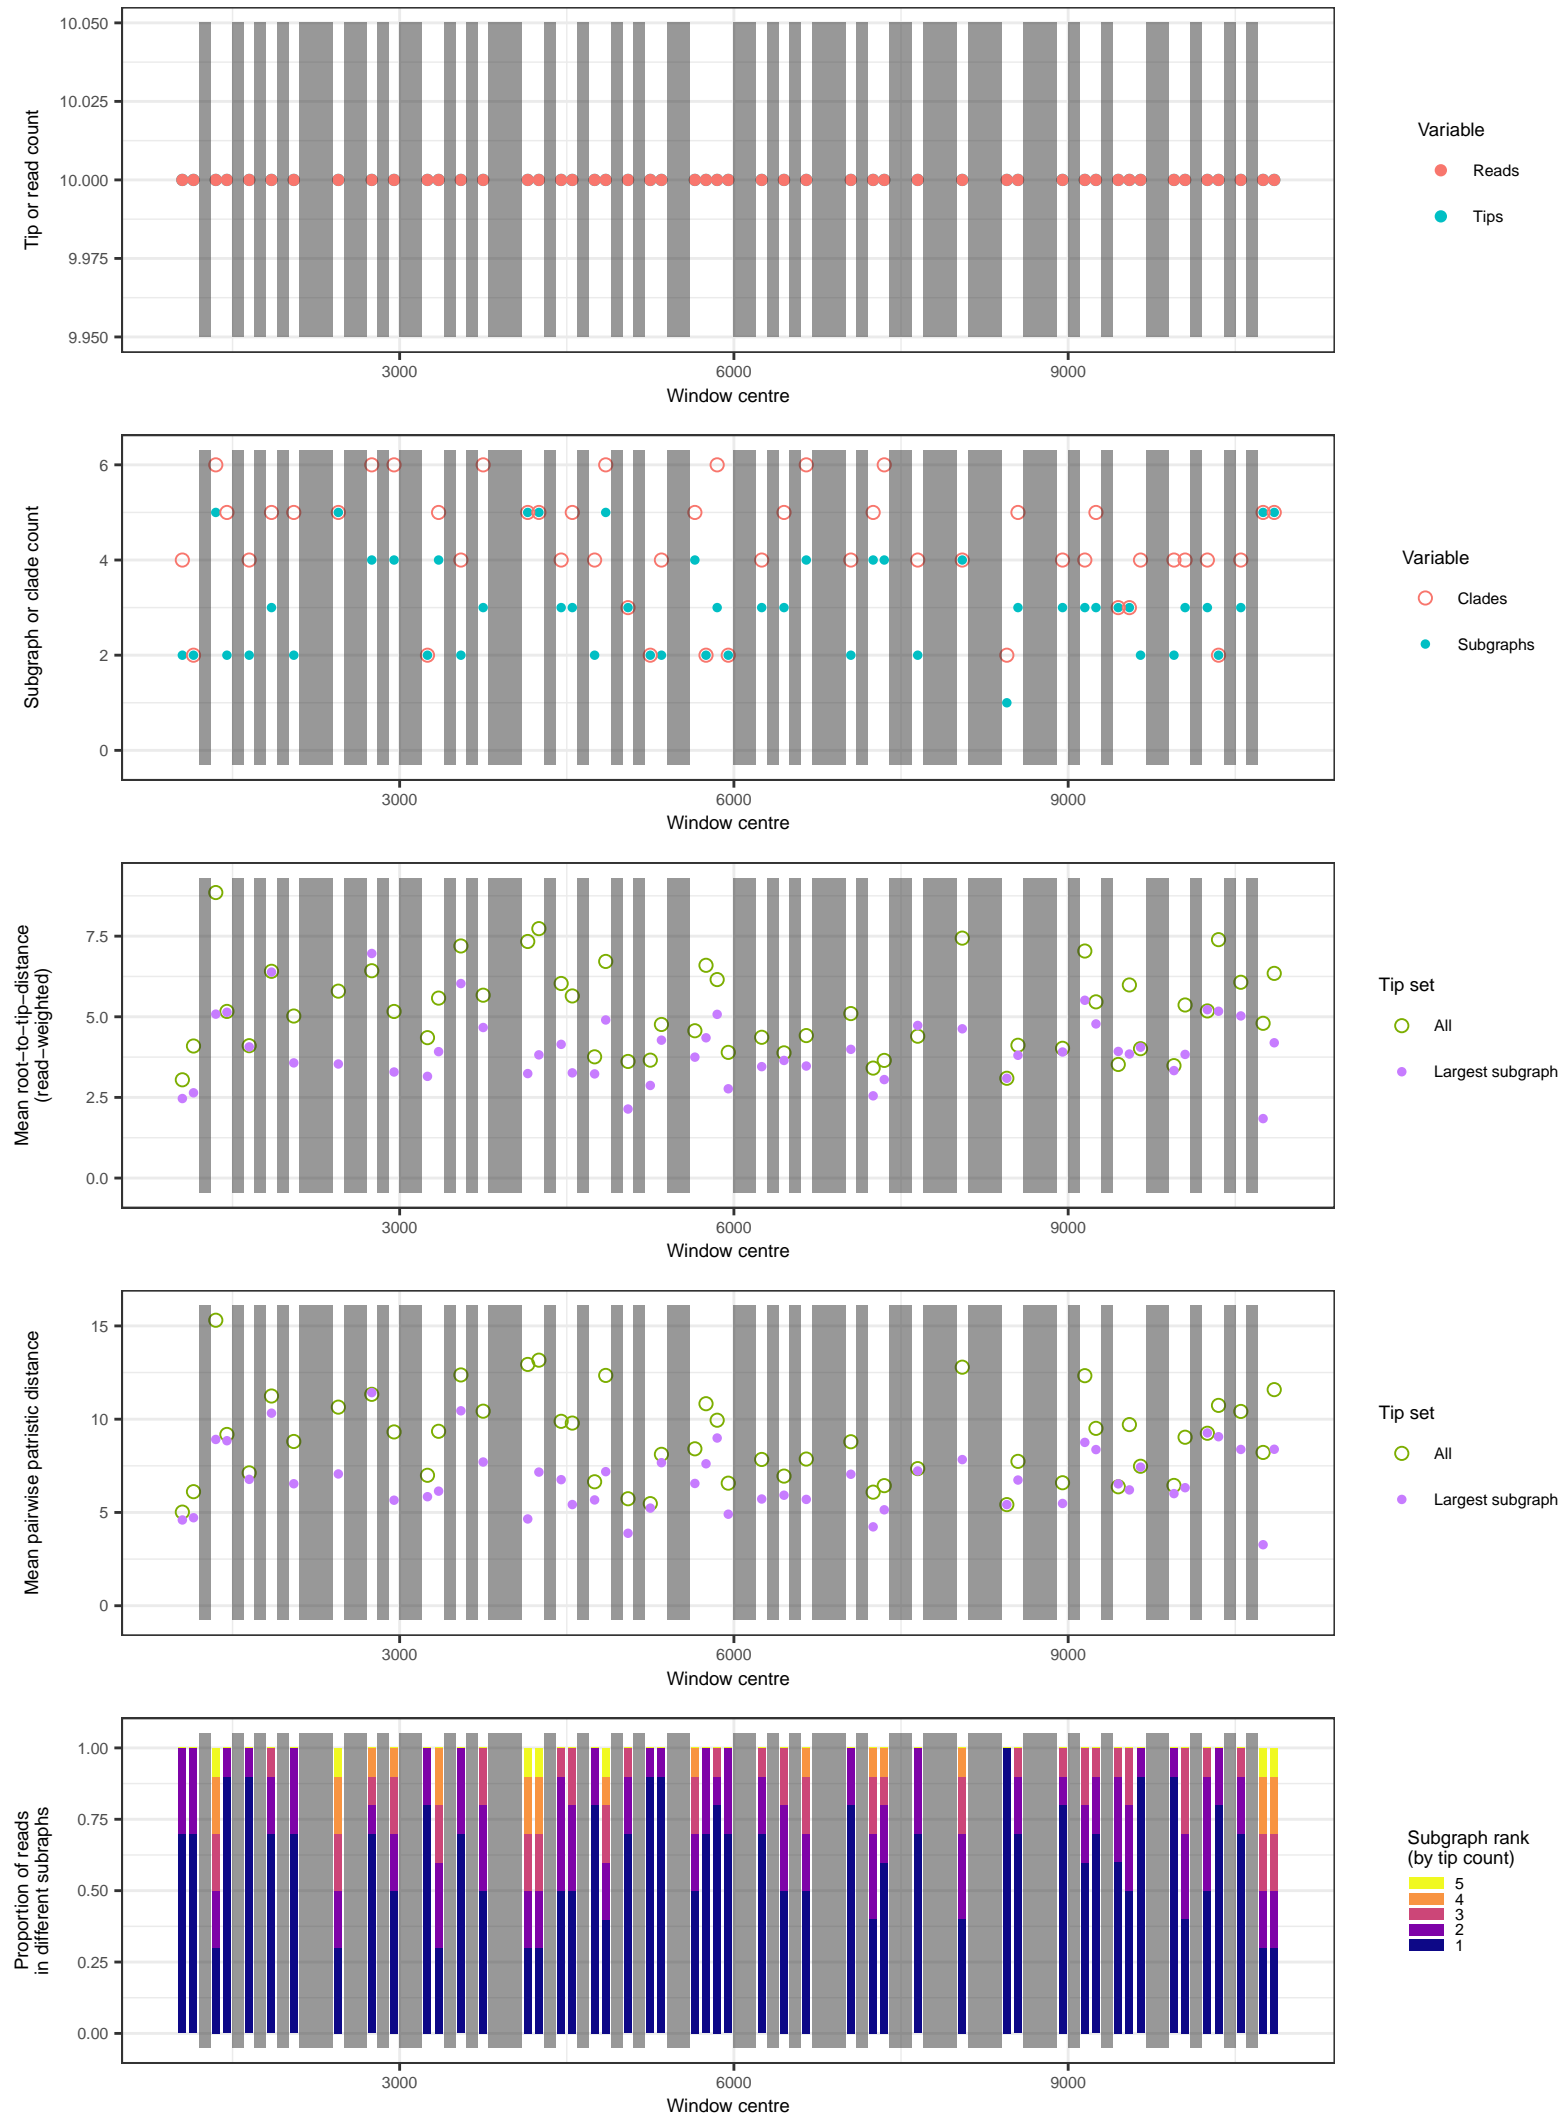 10.050
10.025
10.000
9.975
9.950
Tip or read count
3000 6000 9000
Window centre
Variable
Reads
Tips
6
4
2
0
Subgraph or clade count
3000 6000 9000
Window centre
Variable
Clades
Subgraphs
7.5
5.0
2.5
0.0
Mean root−to−tip−distance
(read−weighted)
3000 6000 9000
Window centre
Tip set
All
Largest subgraph
15
10
5
0
Mean pairwise patristic distance
3000 6000 9000
Window centre
Tip set
All
Largest subgraph
1.00
0.75
0.50
0.25
0.00
Proportion of reads
in different subraphs
3000 6000 9000
Window centre
Subgraph rank
(by tip count)
5
4
3
2
1